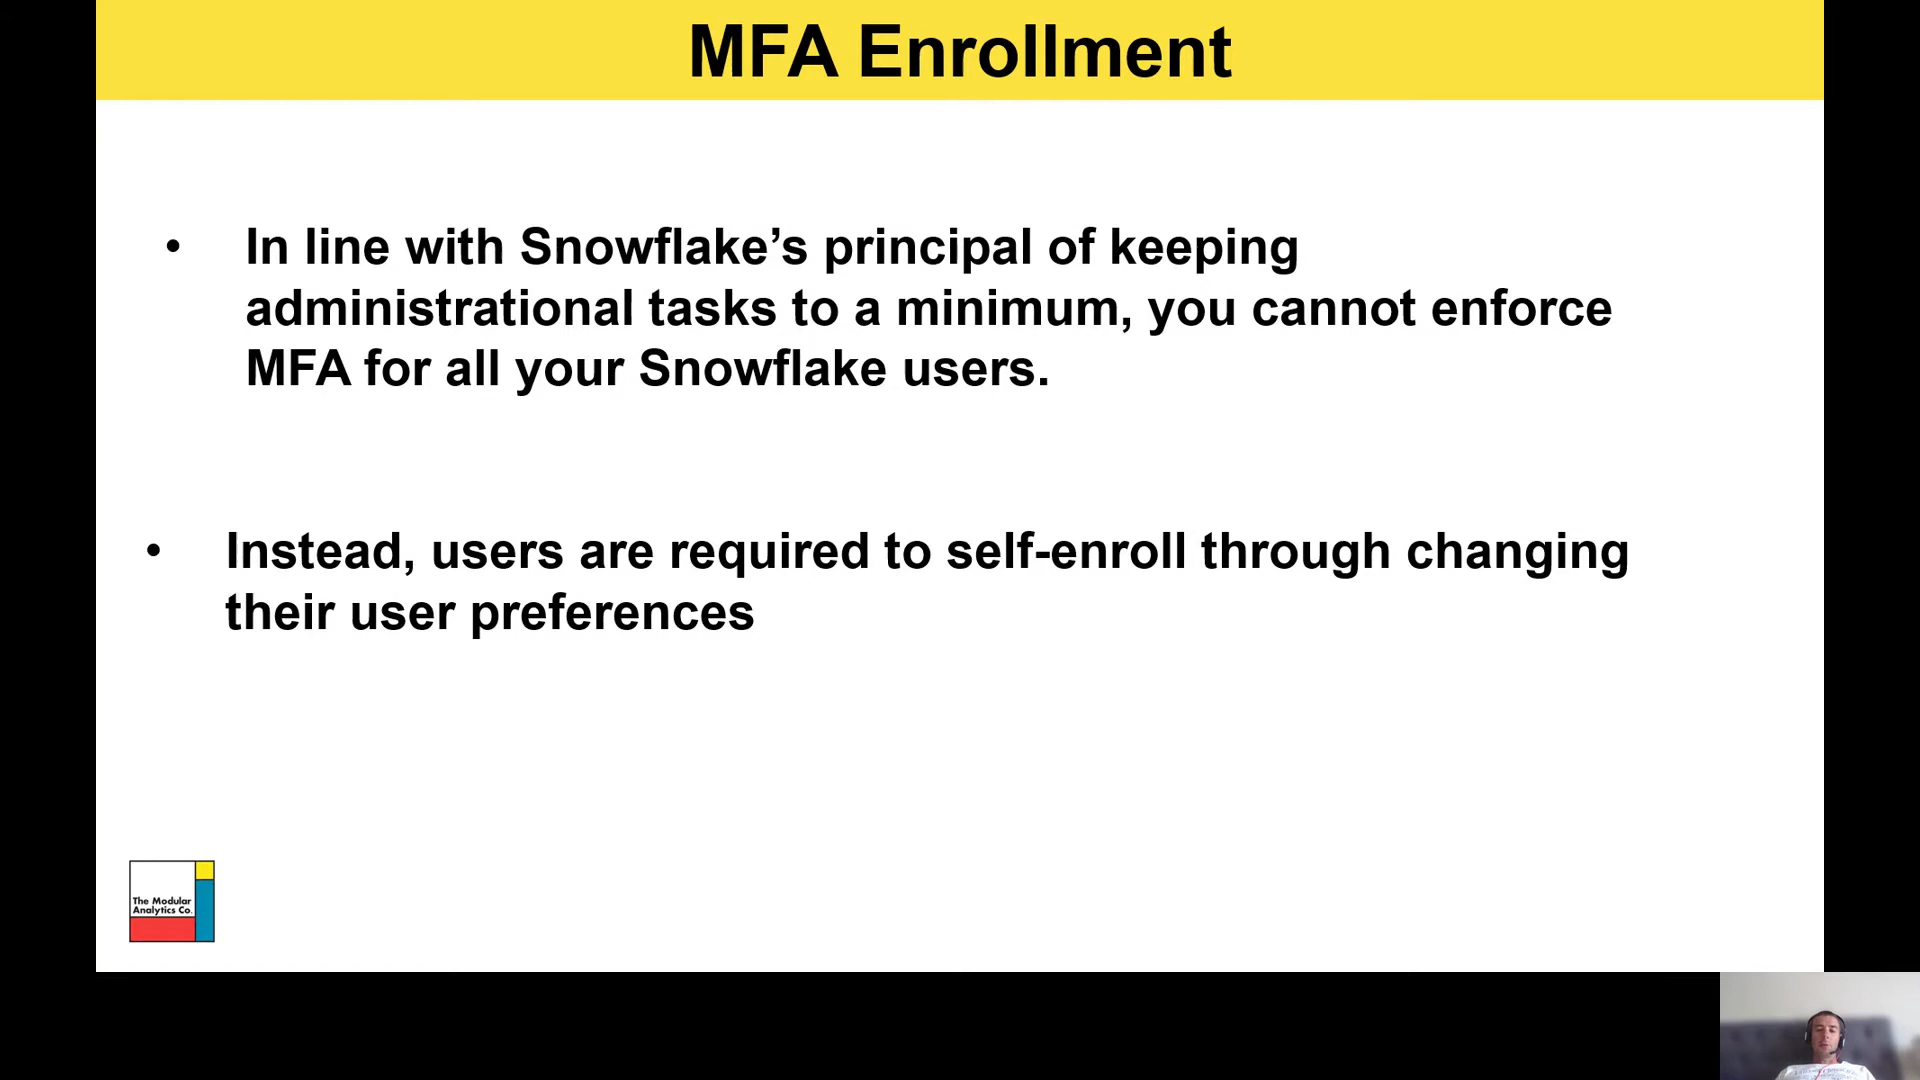 MFA Enrollment
• In line with Snowflake’s principal of keeping
administrational tasks to a minimum, you cannot enforce
MFA for all your Snowflake users.
• Instead, users are required to self-enroll through changing
their user preferences
The Modular
Analytics Co.